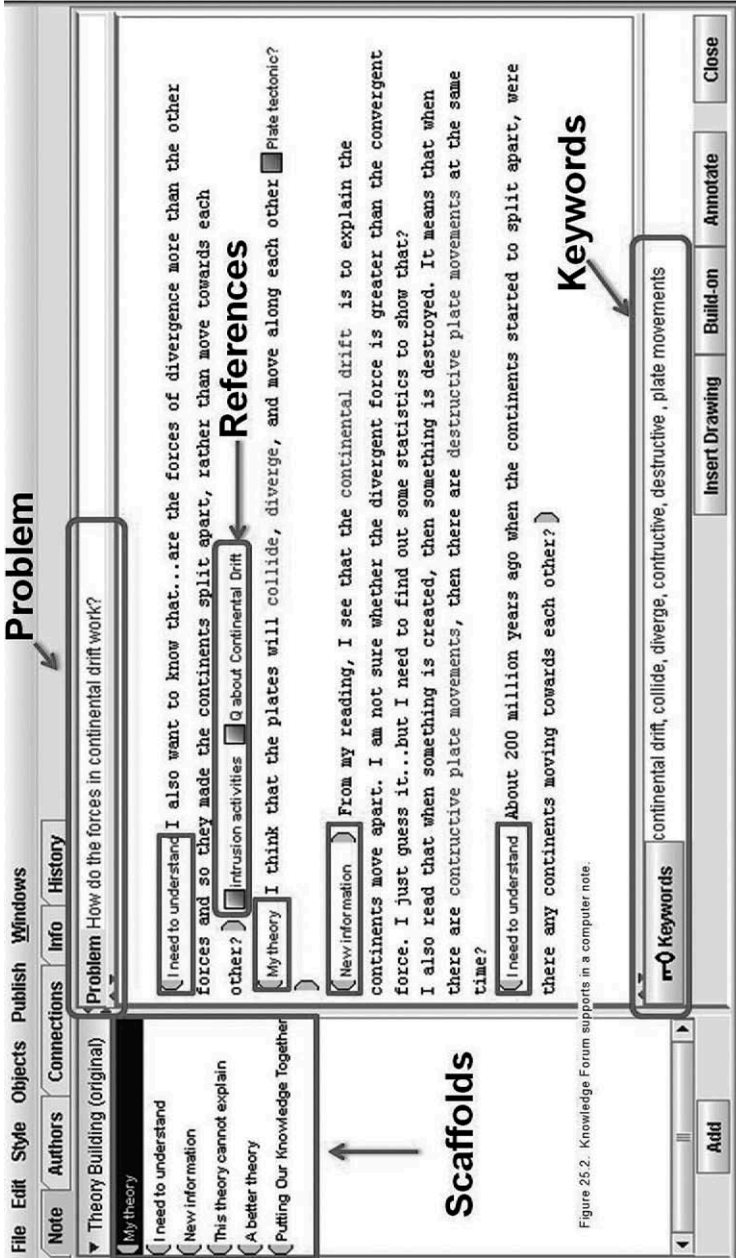 Problem
File Edit Style Objects Publish Windows
Note Authors Connections Info History
Theory Building (original)
My theory
I need to understand
New information
This theory cannot explain
A better theory
Putting Our Knowledge Together
Scaffolds
Add
Problem How do the forces in continental drift work?
I need to understand I also want to know that...are the forces of divergence more than the other
forces and so they made the continents split apart, rather than move towards each
other? intrusion activities Q about Continental Drift
References
My theory I think that the plates will collide, diverge, and move along each other Plate tectonic?
New information From my reading, I see that the continental drift is to explain the
continents move apart. I am not sure whether the divergent force is greater than the convergent
force. I just guess it...but I need to find out some statistics to show that?
I also read that when something is created, then something is destroyed. It means that when
there are contructive plate movements, then there are destructive plate movements at the same
time?
I need to understand About 200 million years ago when the continents started to split apart, were
there any continents moving towards each other?
Keywords
Keywords continental drift, collide, diverge, contructive, destructive , plate movements
Insert Drawing Build-on Annotate Close
Figure 25.2. Knowledge Forum supports in a computer note.